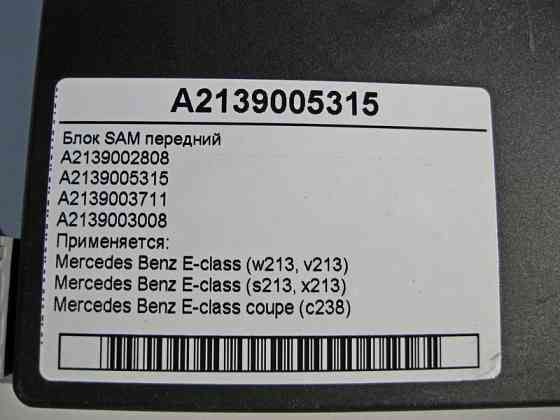 A2139005315
Блок SAM передний
A2139002808
A2139005315
A2139003711
A2139003008
Применяется:
Mercedes Benz E-class (w213, v213)
Mercedes Benz E-class (s213, x213)
Mercedes Benz E-class coupe (c238)